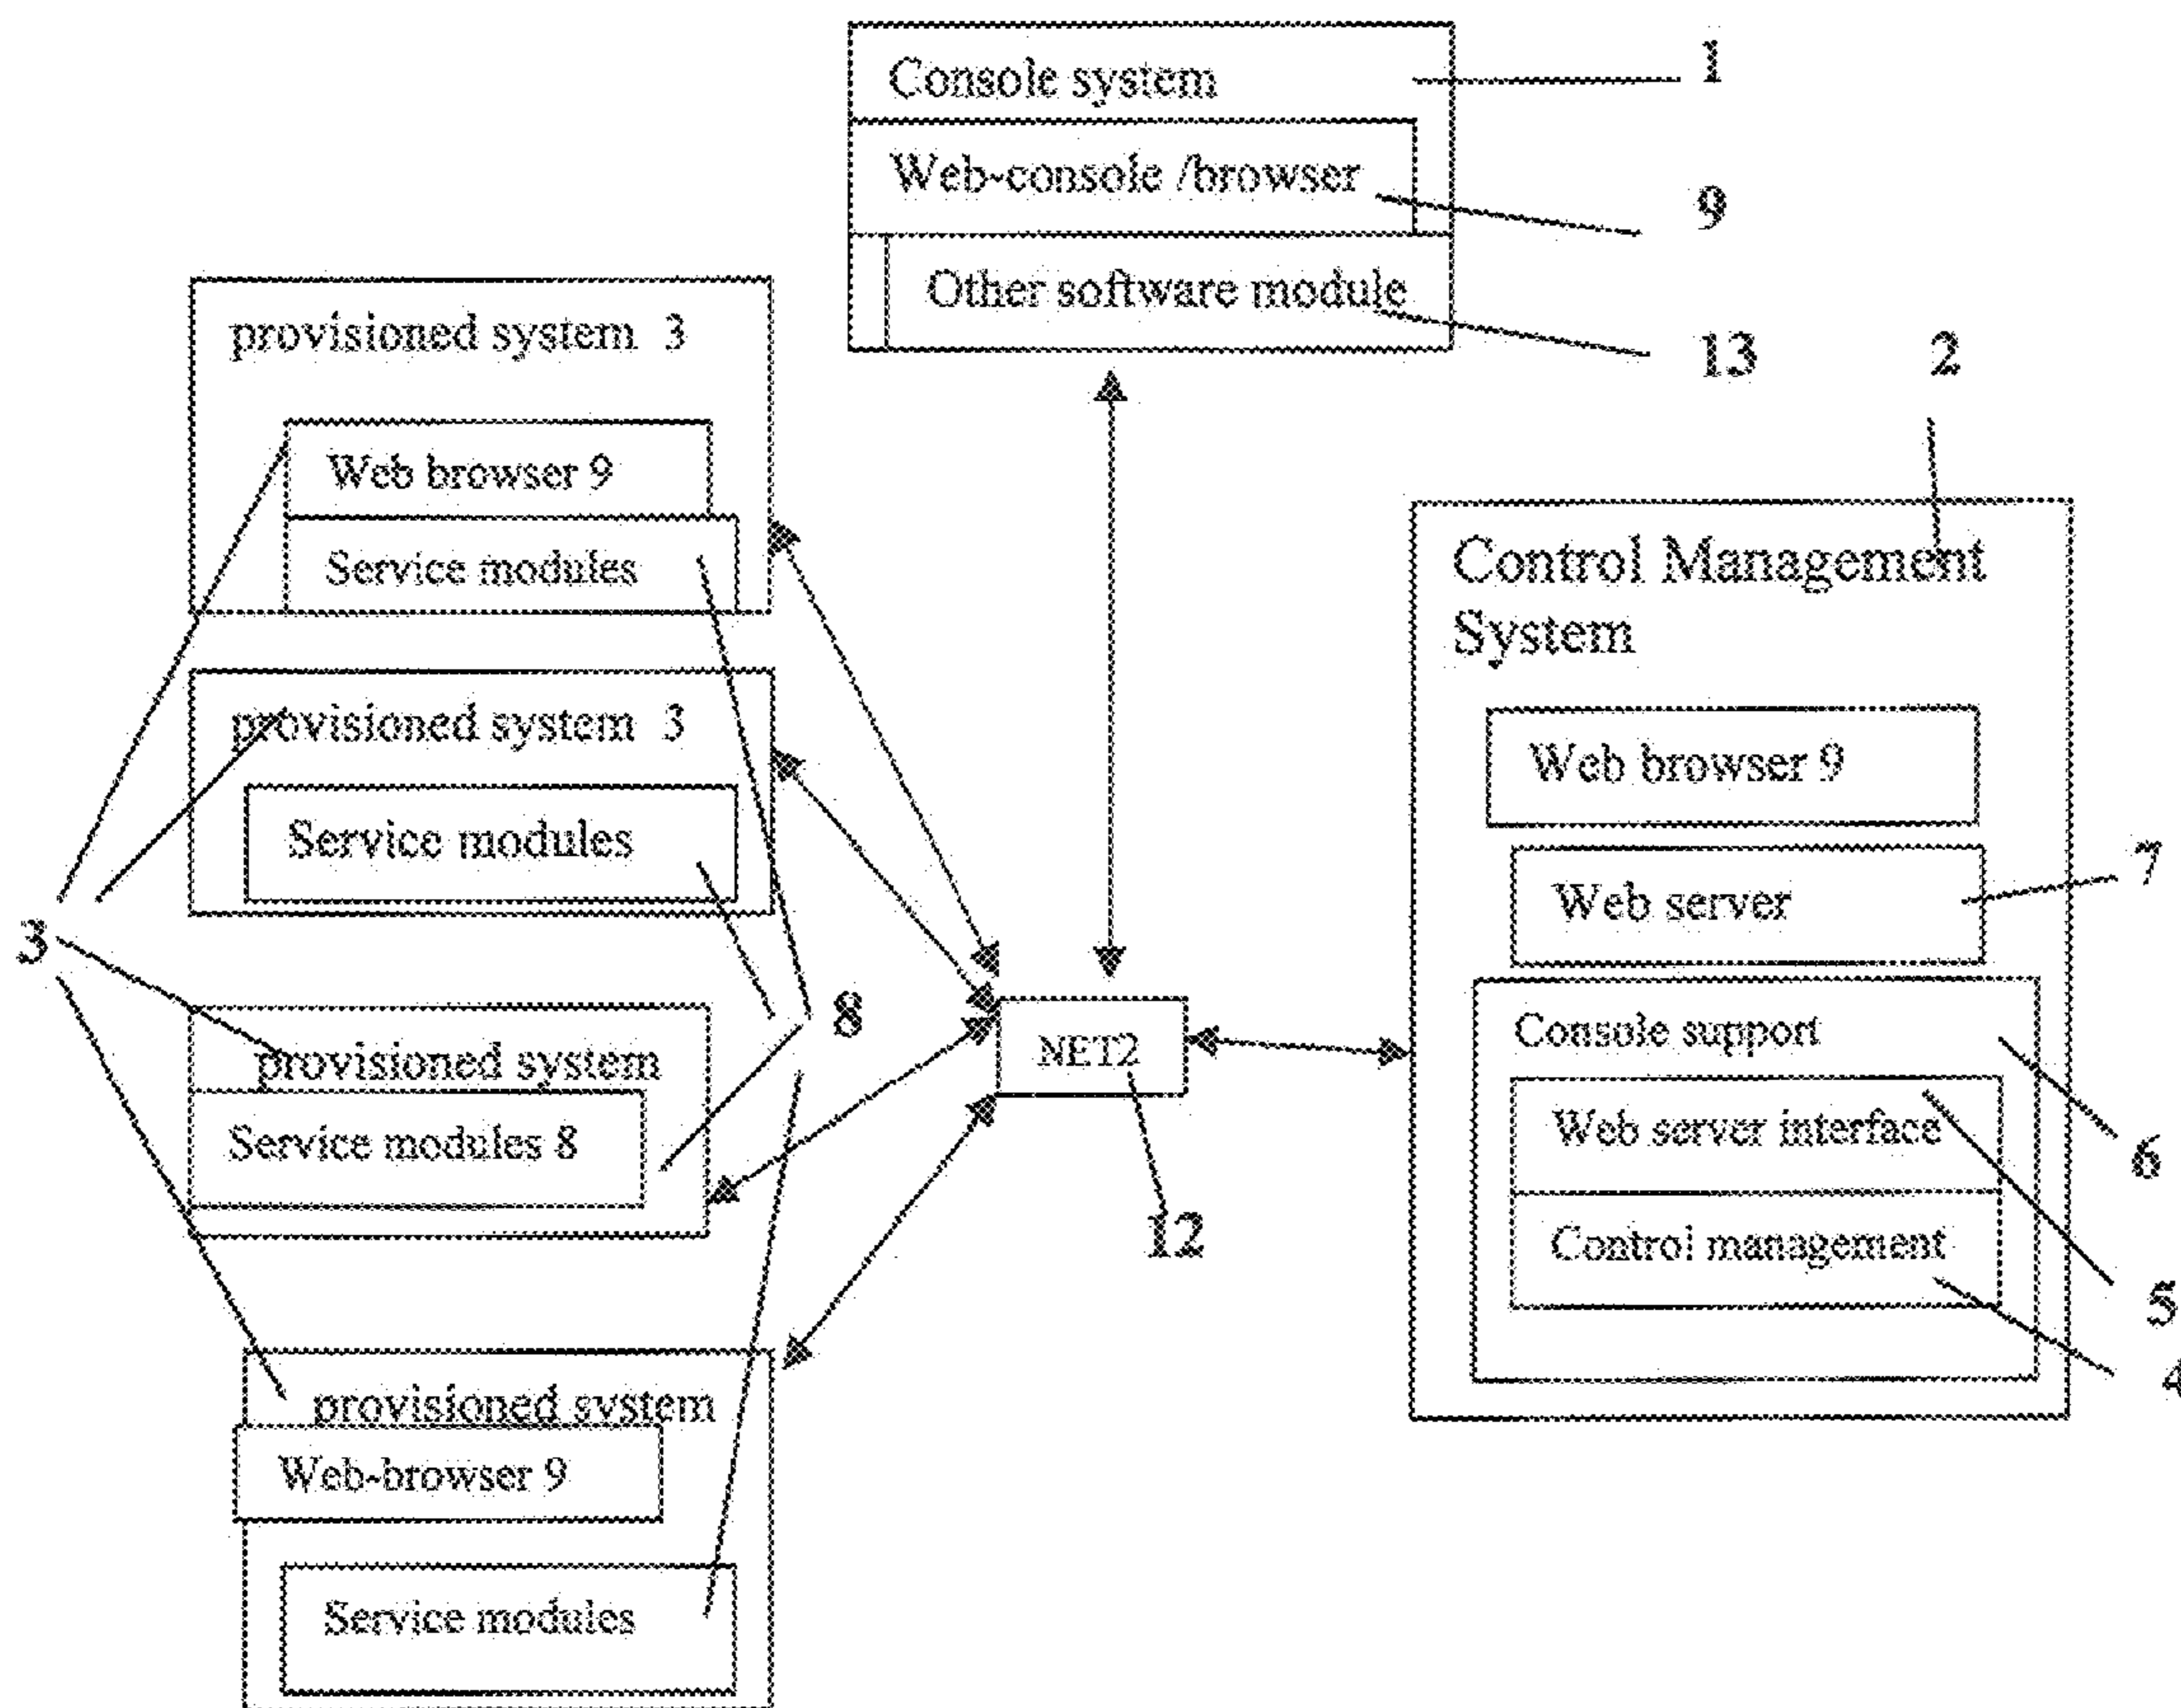 Console system
1
Web-console /browser
9
Other software module
13
2
provisioned system 3
Web browser 9
Service modules
provisioned system 3
Service modules
3
provisioned system
Service modules 8
8
provisioned system
Web-browser 9
Service modules
NET2
12
Control Management
System
Web browser 9
Web server
7
Console support
Web server interface
6
Control management
5
4